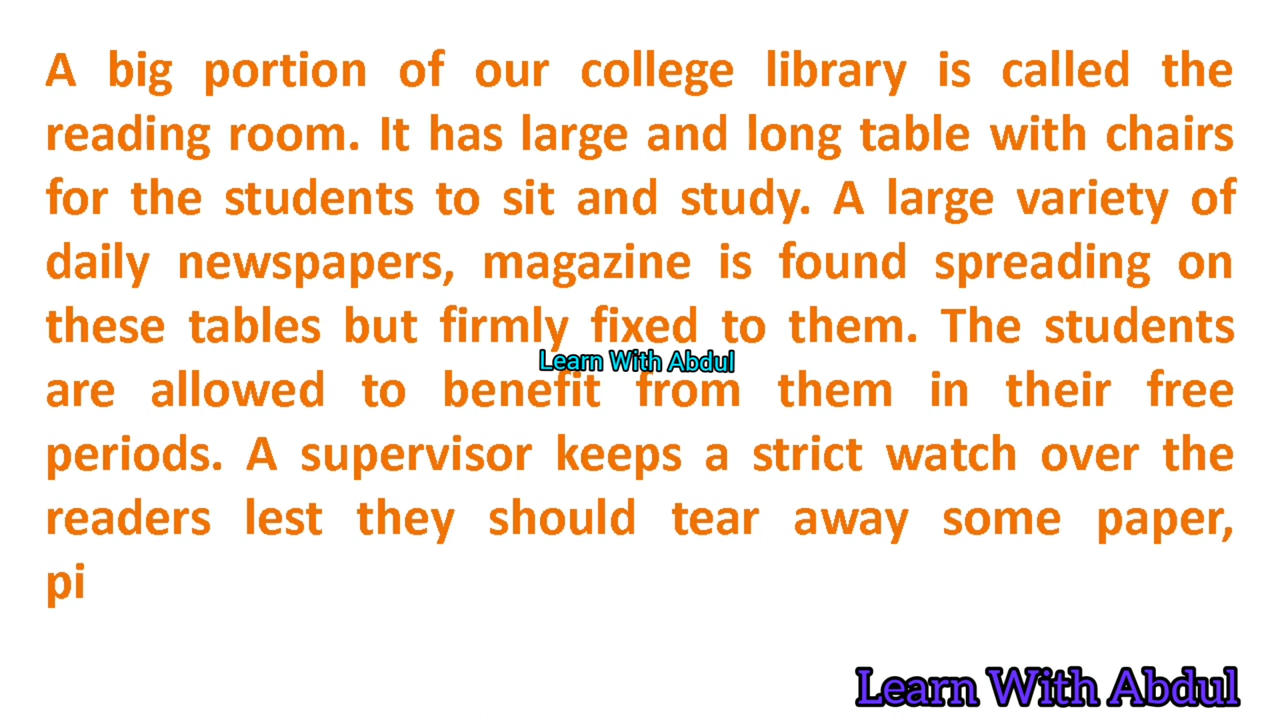 A big portion of our college library is called the
reading room. It has large and long table with chairs
for the students to sit and study. A large variety of
daily newspapers, magazine is found spreading on
these tables but firmly fixed to them. The students
Learn With Abdul
are allowed to benefit from them in their free
periods. A supervisor keeps a strict watch over the
readers lest they should tear away some paper,
pi
Learn With Abdul